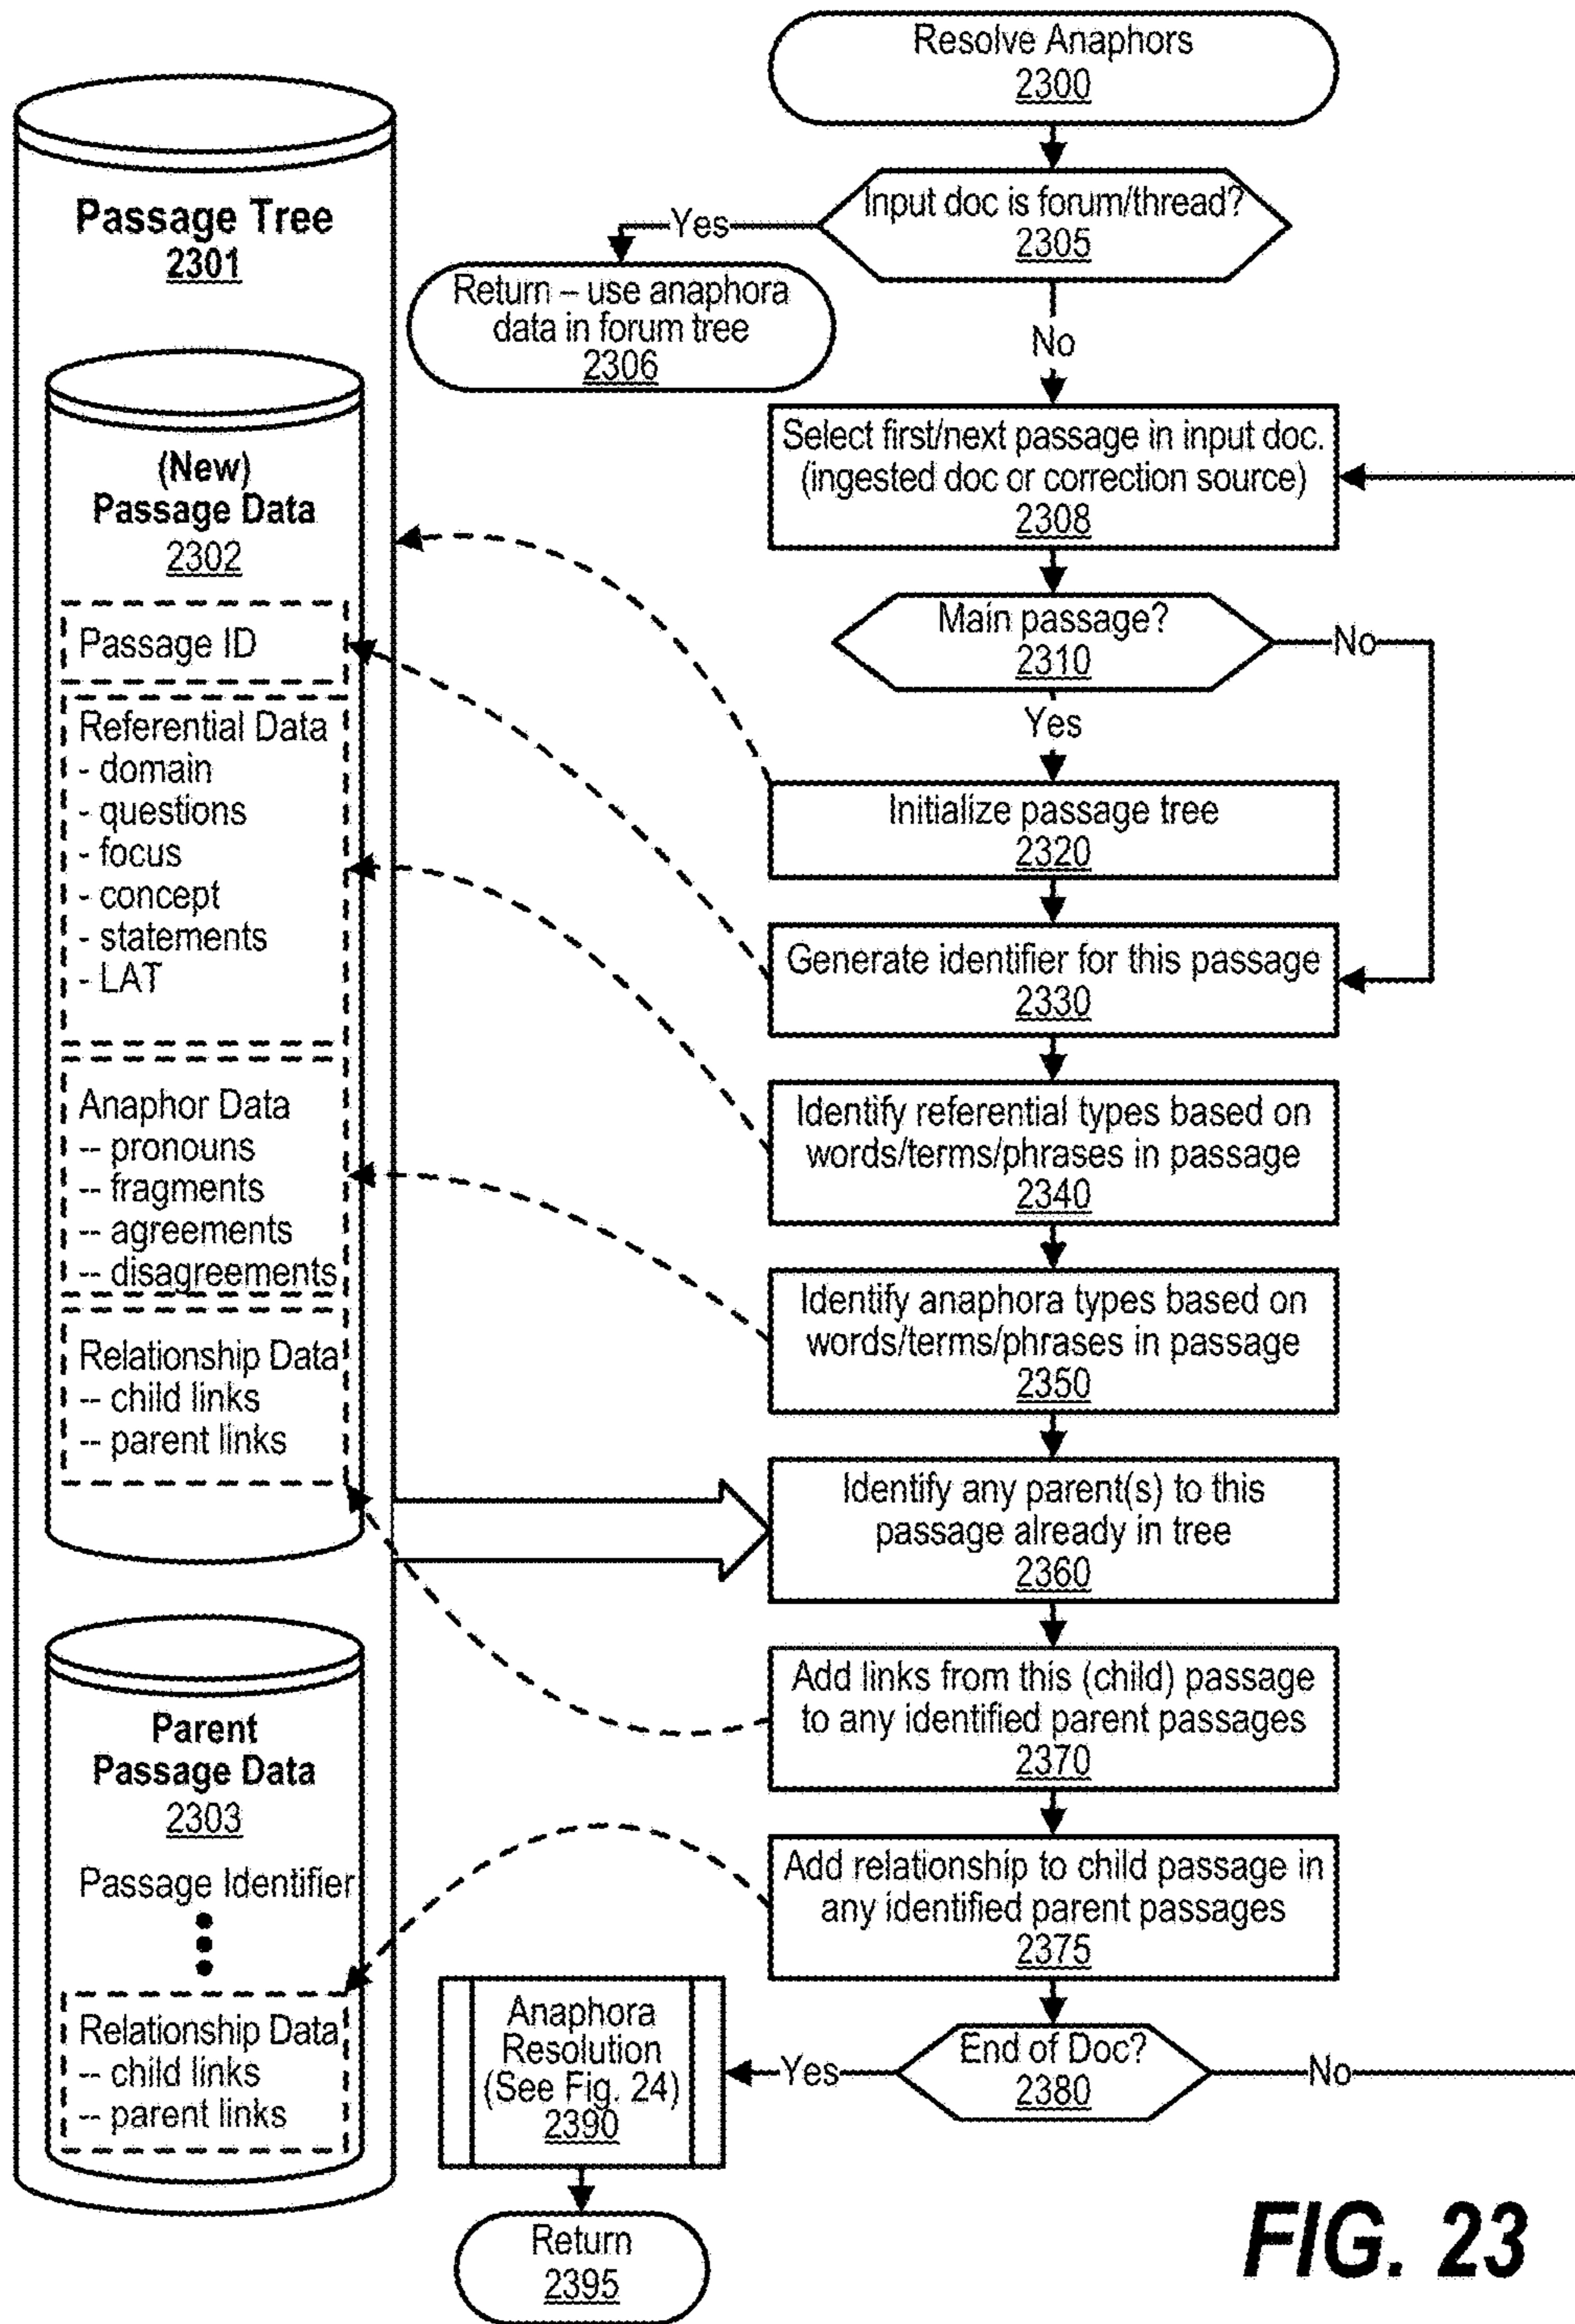 Resolve Anaphors
2300
Input doc is forum/thread?
2305
Yes
Return – use anaphora
data in forum tree
2306
No
Select first/next passage in input doc.
(ingested doc or correction source)
2308
Main passage?
2310
No
Yes
Initialize passage tree
2320
Generate identifier for this passage
2330
Identify referential types based on
words/terms/phrases in passage
2340
Identify anaphora types based on
words/terms/phrases in passage
2350
Identify any parent(s) to this
passage already in tree
2360
Add links from this (child) passage
to any identified parent passages
2370
Add relationship to child passage in
any identified parent passages
2375
End of Doc?
2380
No
Yes
Anaphora
Resolution
(See Fig. 24)
2390
Return
2395
Passage Tree
2301
(New)
Passage Data
2302
Passage ID
Referential Data
- domain
- questions
- focus
- concept
- statements
- LAT
Anaphor Data
-- pronouns
-- fragments
-- agreements
-- disagreements
Relationship Data
-- child links
-- parent links
Parent
Passage Data
2303
Passage Identifier
Relationship Data
-- child links
-- parent links
FIG. 23